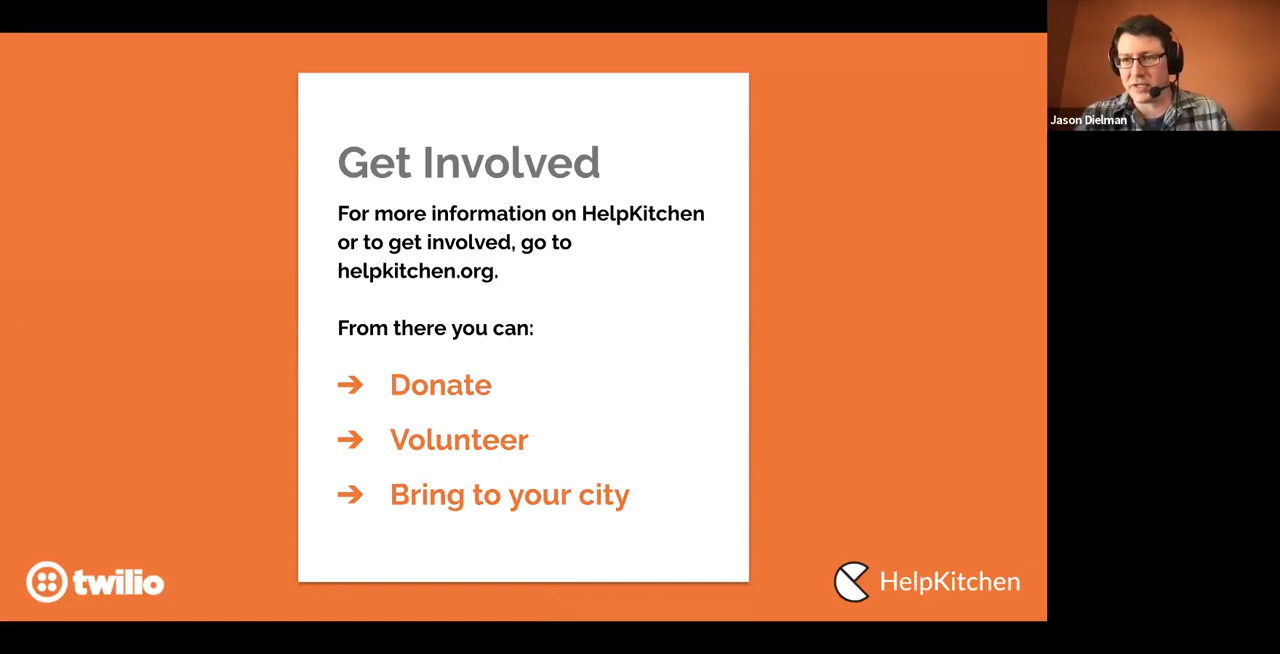 Get Involved
For more information on HelpKitchen
or to get involved, go to
helpkitchen.org.
From there you can:
➔ Donate
➔ Volunteer
➔ Bring to your city
twilio
HelpKitchen
Jason Dielman